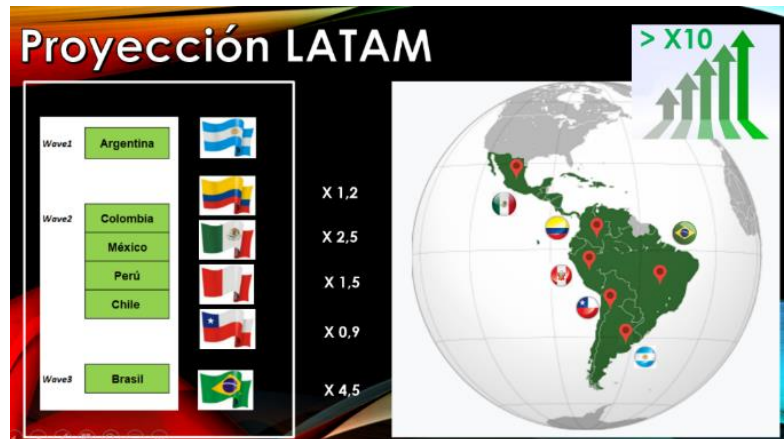 Proyección LATAM
> X10
Wave1
Argentina
Wave2
Colombia
México
Perú
Chile
Wave3
Brasil
X 1,2
X 2,5
X 1,5
X 0,9
X 4,5